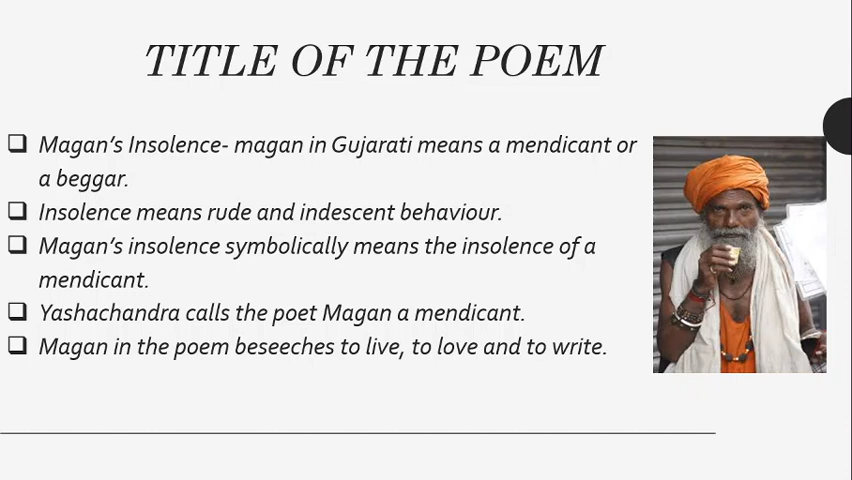 TITLE OF THE POEM
Magan's Insolence- magan in Gujarati means a mendicant or
a beggar.
Insolence means rude and indescent behaviour.
Magan's insolence symbolically means the insolence of a
mendicant.
Yashachandra calls the poet Magan a mendicant.
Magan in the poem beseeches to live, to love and to write.